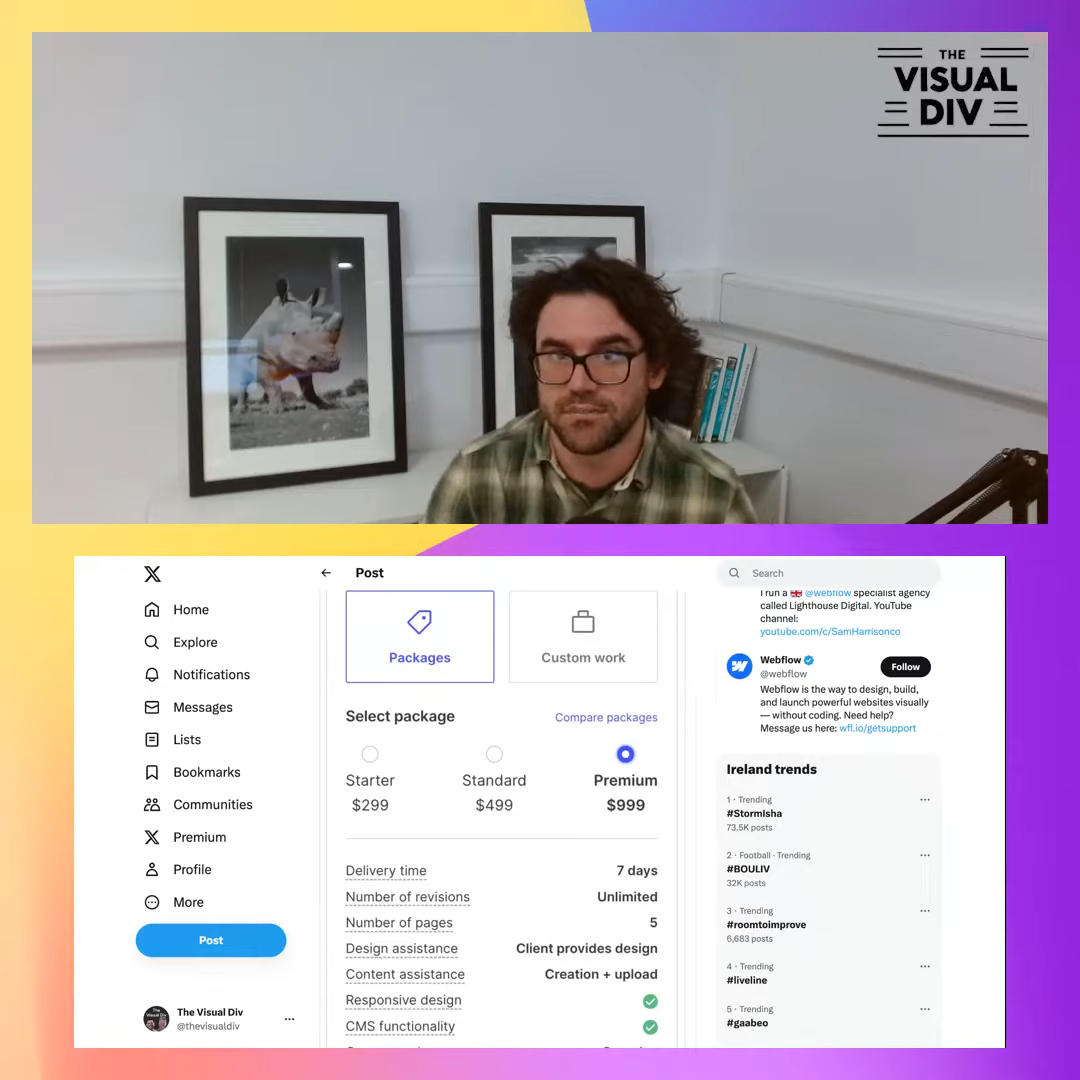 THE
VISUAL
DIV
Home
Explore
Notifications
Messages
Lists
Bookmarks
Communities
Premium
Profile
More
Post
The Visual Div
@thevisualdiv
Post
Packages
Custom work
Select package
Compare packages
Starter
$299
Standard
$499
Premium
$999
Delivery time 7 days
Number of revisions Unlimited
Number of pages 5
Design assistance Client provides design
Content assistance Creation + upload
Responsive design
CMS functionality
Search
I run a 🇬🇧 @webflow specialist agency
called Lighthouse Digital. YouTube
channel:
youtube.com/c/SamHarrisonco
Webflow
@webflow
Follow
Webflow is the way to design, build,
and launch powerful websites visually
— without coding. Need help?
Message us here: wfl.io/getsupport
Ireland trends
1 · Trending
#StormIsha
73.5K posts
2 · Football · Trending
#BOULIV
32K posts
3 · Trending
#roomtoimprove
6,683 posts
4 · Trending
#liveline
5 · Trending
#gaabeo